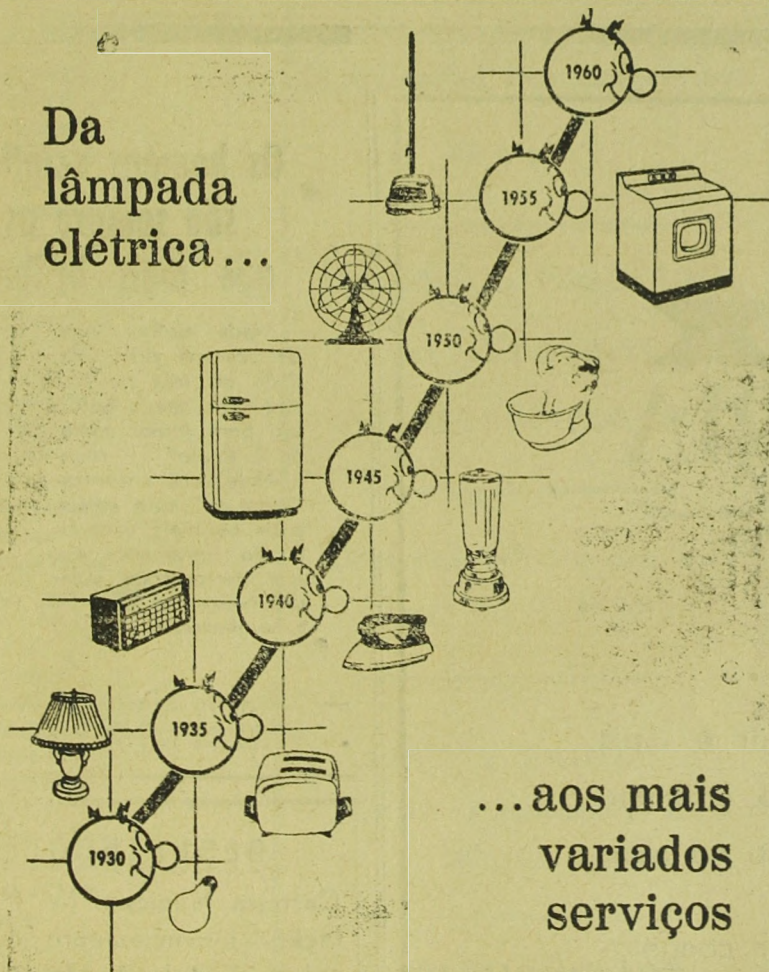 Da
lâmpada
elétrica...
1960
1955
1950
1945
1940
1935
1930
...aos mais
variados
serviços